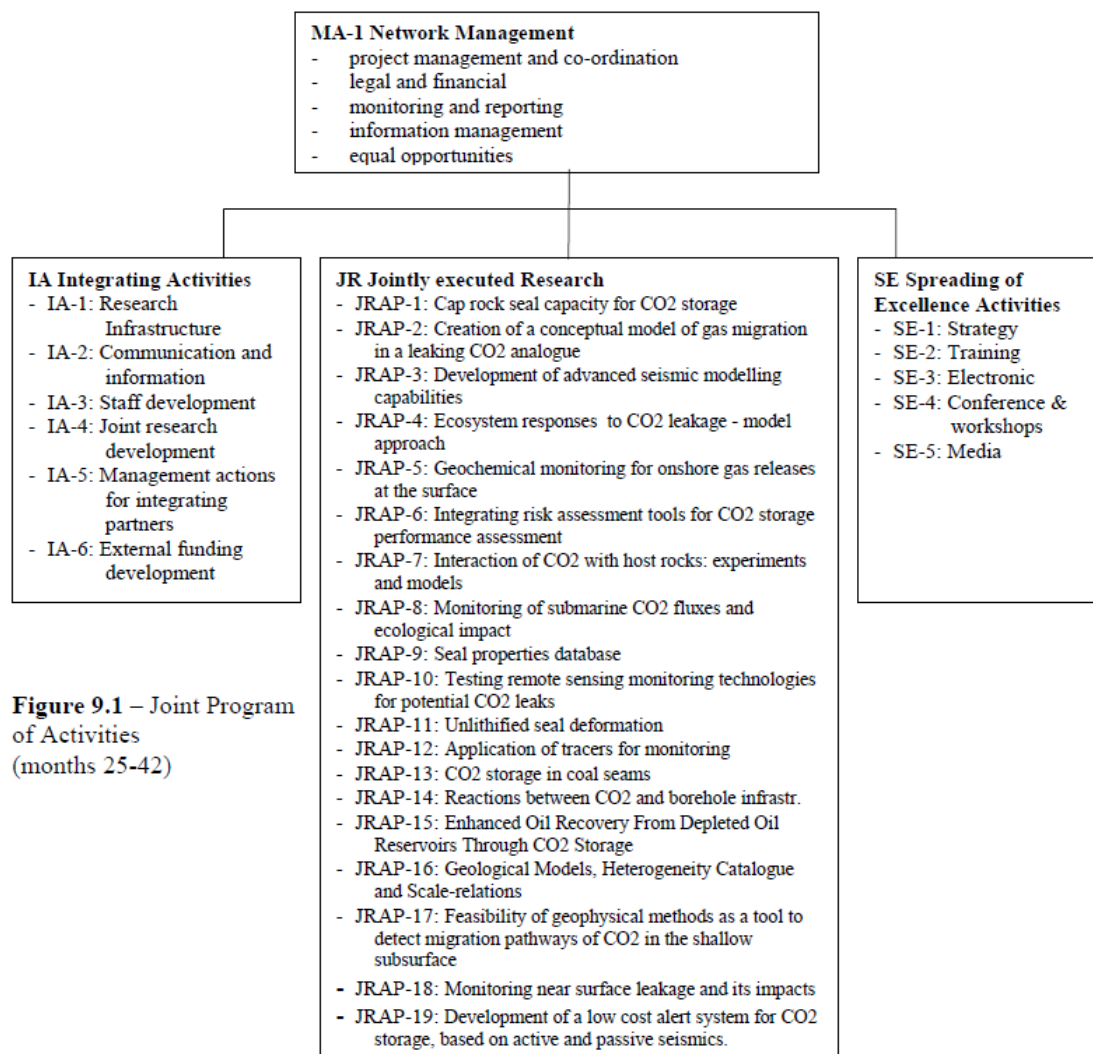 MA-1 Network Management
- project management and co-ordination
- legal and financial
- monitoring and reporting
- information management
- equal opportunities
IA Integrating Activities
- IA-1: Research
Infrastructure
- IA-2: Communication and
information
- IA-3: Staff development
- IA-4: Joint research
development
- IA-5: Management actions
for integrating
partners
- IA-6: External funding
development
JR Jointly executed Research
- JRAP-1: Cap rock seal capacity for CO2 storage
- JRAP-2: Creation of a conceptual model of gas migration
in a leaking CO2 analogue
- JRAP-3: Development of advanced seismic modelling
capabilities
- JRAP-4: Ecosystem responses to CO2 leakage - model
approach
- JRAP-5: Geochemical monitoring for onshore gas releases
at the surface
- JRAP-6: Integrating risk assessment tools for CO2 storage
performance assessment
- JRAP-7: Interaction of CO2 with host rocks: experiments
and models
- JRAP-8: Monitoring of submarine CO2 fluxes and
ecological impact
- JRAP-9: Seal properties database
- JRAP-10: Testing remote sensing monitoring technologies
for potential CO2 leaks
- JRAP-11: Unlithified seal deformation
- JRAP-12: Application of tracers for monitoring
- JRAP-13: CO2 storage in coal seams
- JRAP-14: Reactions between CO2 and borehole infrastr.
- JRAP-15: Enhanced Oil Recovery From Depleted Oil
Reservoirs Through CO2 Storage
- JRAP-16: Geological Models, Heterogeneity Catalogue
and Scale-relations
- JRAP-17: Feasibility of geophysical methods as a tool to
detect migration pathways of CO2 in the shallow
subsurface
- JRAP-18: Monitoring near surface leakage and its impacts
- JRAP-19: Development of a low cost alert system for CO2
storage, based on active and passive seismics.
SE Spreading of
Excellence Activities
- SE-1: Strategy
- SE-2: Training
- SE-3: Electronic
- SE-4: Conference &
workshops
- SE-5: Media
Figure 9.1 – Joint Program
of Activities
(months 25-42)